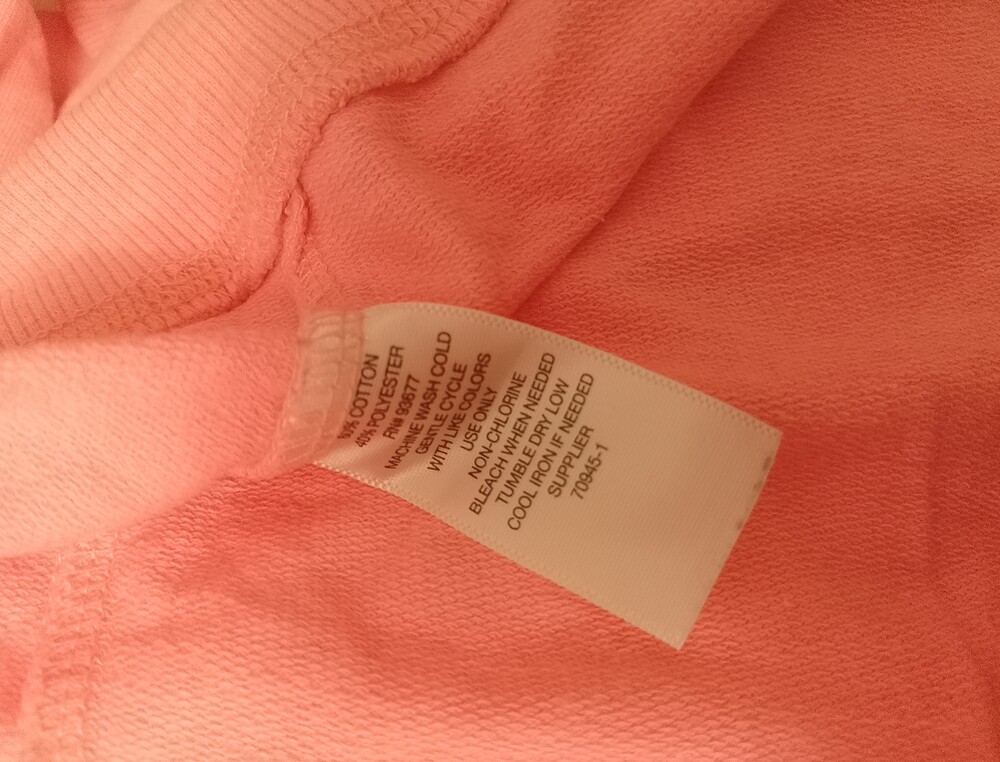 % COTTON
40% POLYESTER
RN# 93677
MACHINE WASH COLD
GENTLE CYCLE
WITH LIKE COLORS
USE ONLY
NON-CHLORINE
BLEACH WHEN NEEDED
TUMBLE DRY LOW
COOL IRON IF NEEDED
SUPPLIER
70945-1